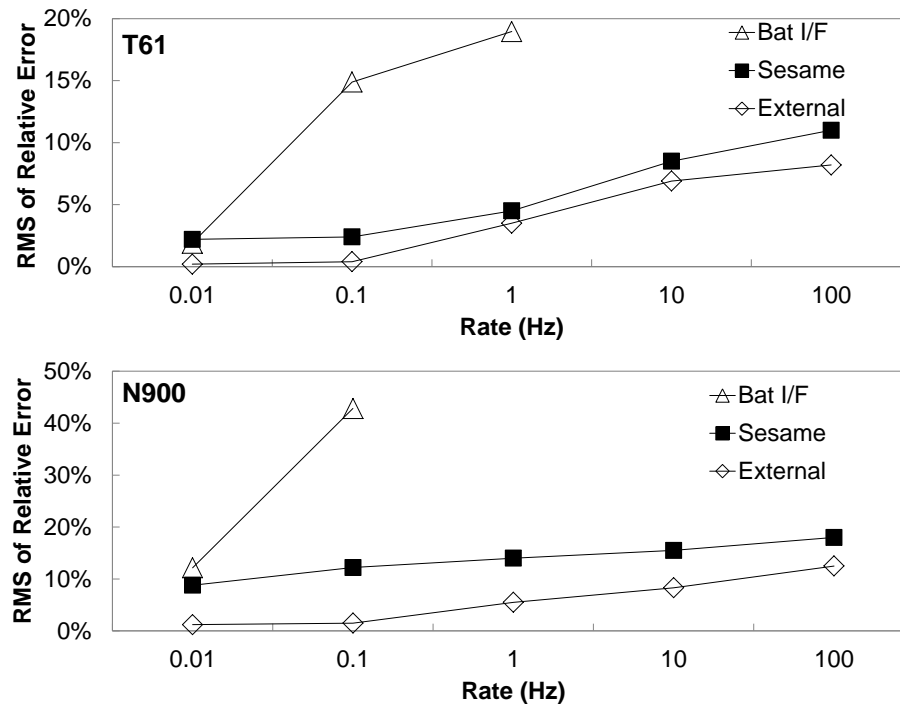 20%
T61
Bat I/F
15%
Sesame
10%
External
5%
0%
RMS of Relative Error
0.01 0.1 1 10 100
Rate (Hz)
50%
N900
Bat I/F
40%
Sesame
30%
External
20%
10%
0%
RMS of Relative Error
0.01 0.1 1 10 100
Rate (Hz)